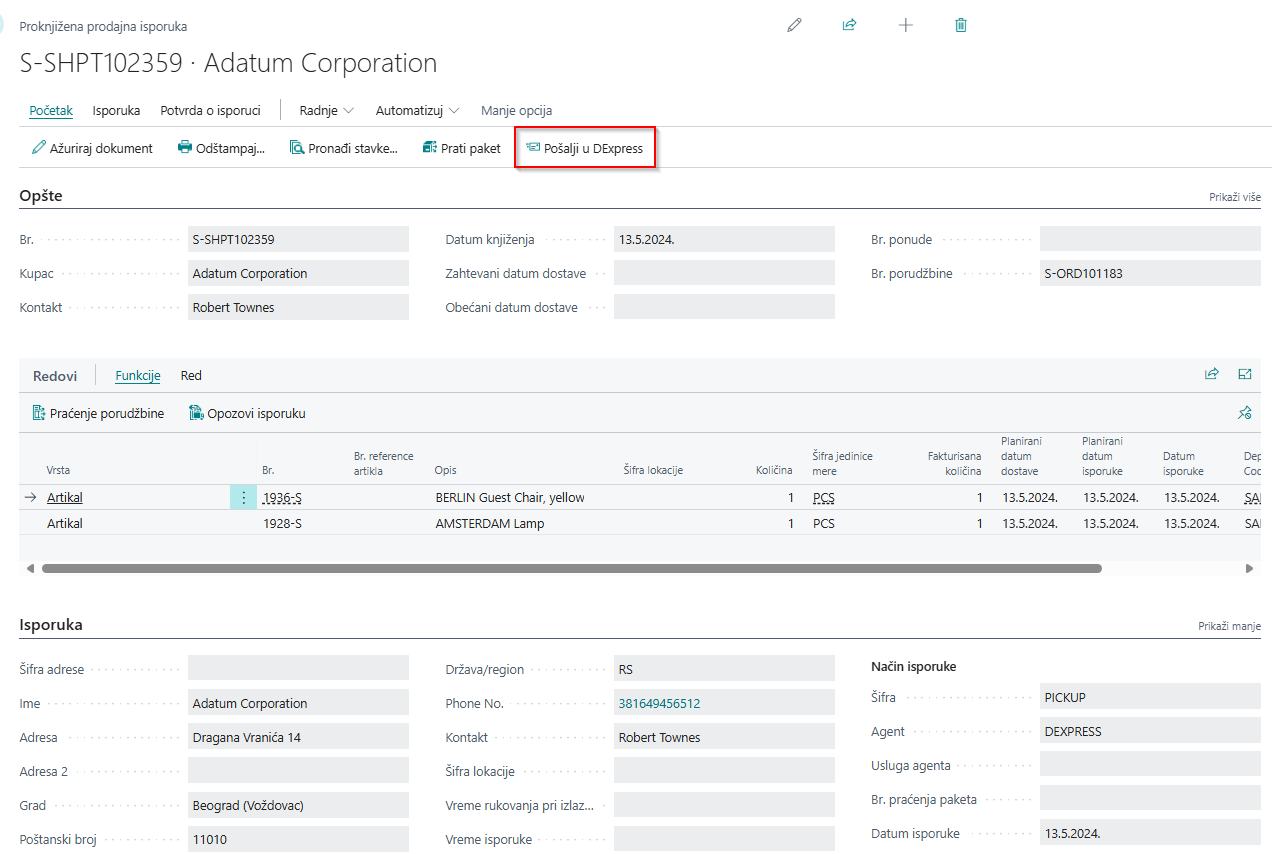 Proknjižena prodajna isporuka
S-SHPT102359 · Adatum Corporation
Početak Isporuka Potvrda o isporuci Radnje Automatizuj Manje opcija
Ažuriraj dokument Odštampaj... Pronađi stavke... Prati paket Pošalji u DExpress
Opšte Prikaži više
Br. S-SHPT102359 Datum knjiženja 13.5.2024. Br. ponude
Kupac Adatum Corporation Zahtevani datum dostave Br. porudžbine S-ORD101183
Kontakt Robert Townes Obećani datum dostave
Redovi Funkcije Red
Praćenje porudžbine Opozovi isporuku
Vrsta Br. Br. reference artikla Opis Šifra lokacije Količina Šifra jedinice mere Fakturisana količina Planirani datum dostave Planirani datum isporuke Datum isporuke Dep Coc
Artikal 1936-S BERLIN Guest Chair, yellow 1 PCS 1 13.5.2024. 13.5.2024. 13.5.2024. SAI
Artikal 1928-S AMSTERDAM Lamp 1 PCS 1 13.5.2024. 13.5.2024. 13.5.2024. SAI
Isporuka Prikaži manje
Šifra adrese Država/region RS Način isporuke
Ime Adatum Corporation Phone No. 381649456512 Šifra PICKUP
Adresa Dragana Vranića 14 Kontakt Robert Townes Agent DEXPRESS
Adresa 2 Šifra lokacije Usluga agenta
Grad Beograd (Voždovac) Vreme rukovanja pri izlaz... Br. praćenja paketa
Poštanski broj 11010 Vreme isporuke Datum isporuke 13.5.2024.